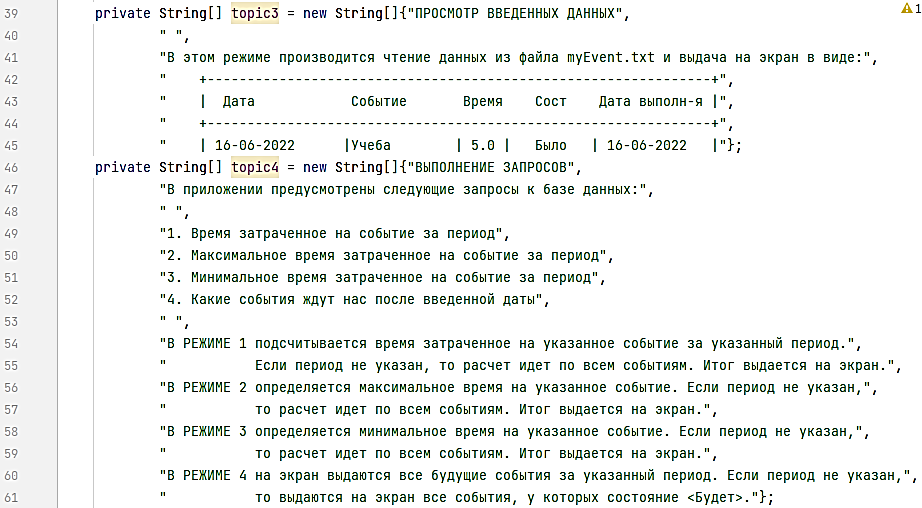 39 private String[] topic3 = new String[]{"ПРОСМОТР ВВЕДЕННЫХ ДАННЫХ", 1
40 " ",
41 "В этом режиме производится чтение данных из файла myEvent.txt и выдача на экран в виде:",
42 "    +---------------------------------------------------------------+",
43 "    |  Дата            Событие       Время    Сост    Дата выполн-я |",
44 "    +---------------------------------------------------------------+",
45 "    | 16-06-2022      |Учеба        | 5.0 |   Было   | 16-06-2022   |"};
46 private String[] topic4 = new String[]{"ВЫПОЛНЕНИЕ ЗАПРОСОВ",
47 "В приложении предусмотрены следующие запросы к базе данных:",
48 " ",
49 "1. Время затраченное на событие за период",
50 "2. Максимальное время затраченное на событие за период",
51 "3. Минимальное время затраченное на событие за период",
52 "4. Какие события ждут нас после введенной даты",
53 " ",
54 "В РЕЖИМЕ 1 подсчитывается время затраченное на указанное событие за указанный период.",
55 "           Если период не указан, то расчет идет по всем событиям. Итог выдается на экран.",
56 "В РЕЖИМЕ 2 определяется максимальное время на указанное событие. Если период не указан,",
57 "           то расчет идет по всем событиям. Итог выдается на экран.",
58 "В РЕЖИМЕ 3 определяется минимальное время на указанное событие. Если период не указан,",
59 "           то расчет идет по всем событиям. Итог выдается на экран.",
60 "В РЕЖИМЕ 4 на экран выдаются все будущие события за указанный период. Если период не указан,",
61 "           то выдаются на экран все события, у которых состояние <Будет>."};